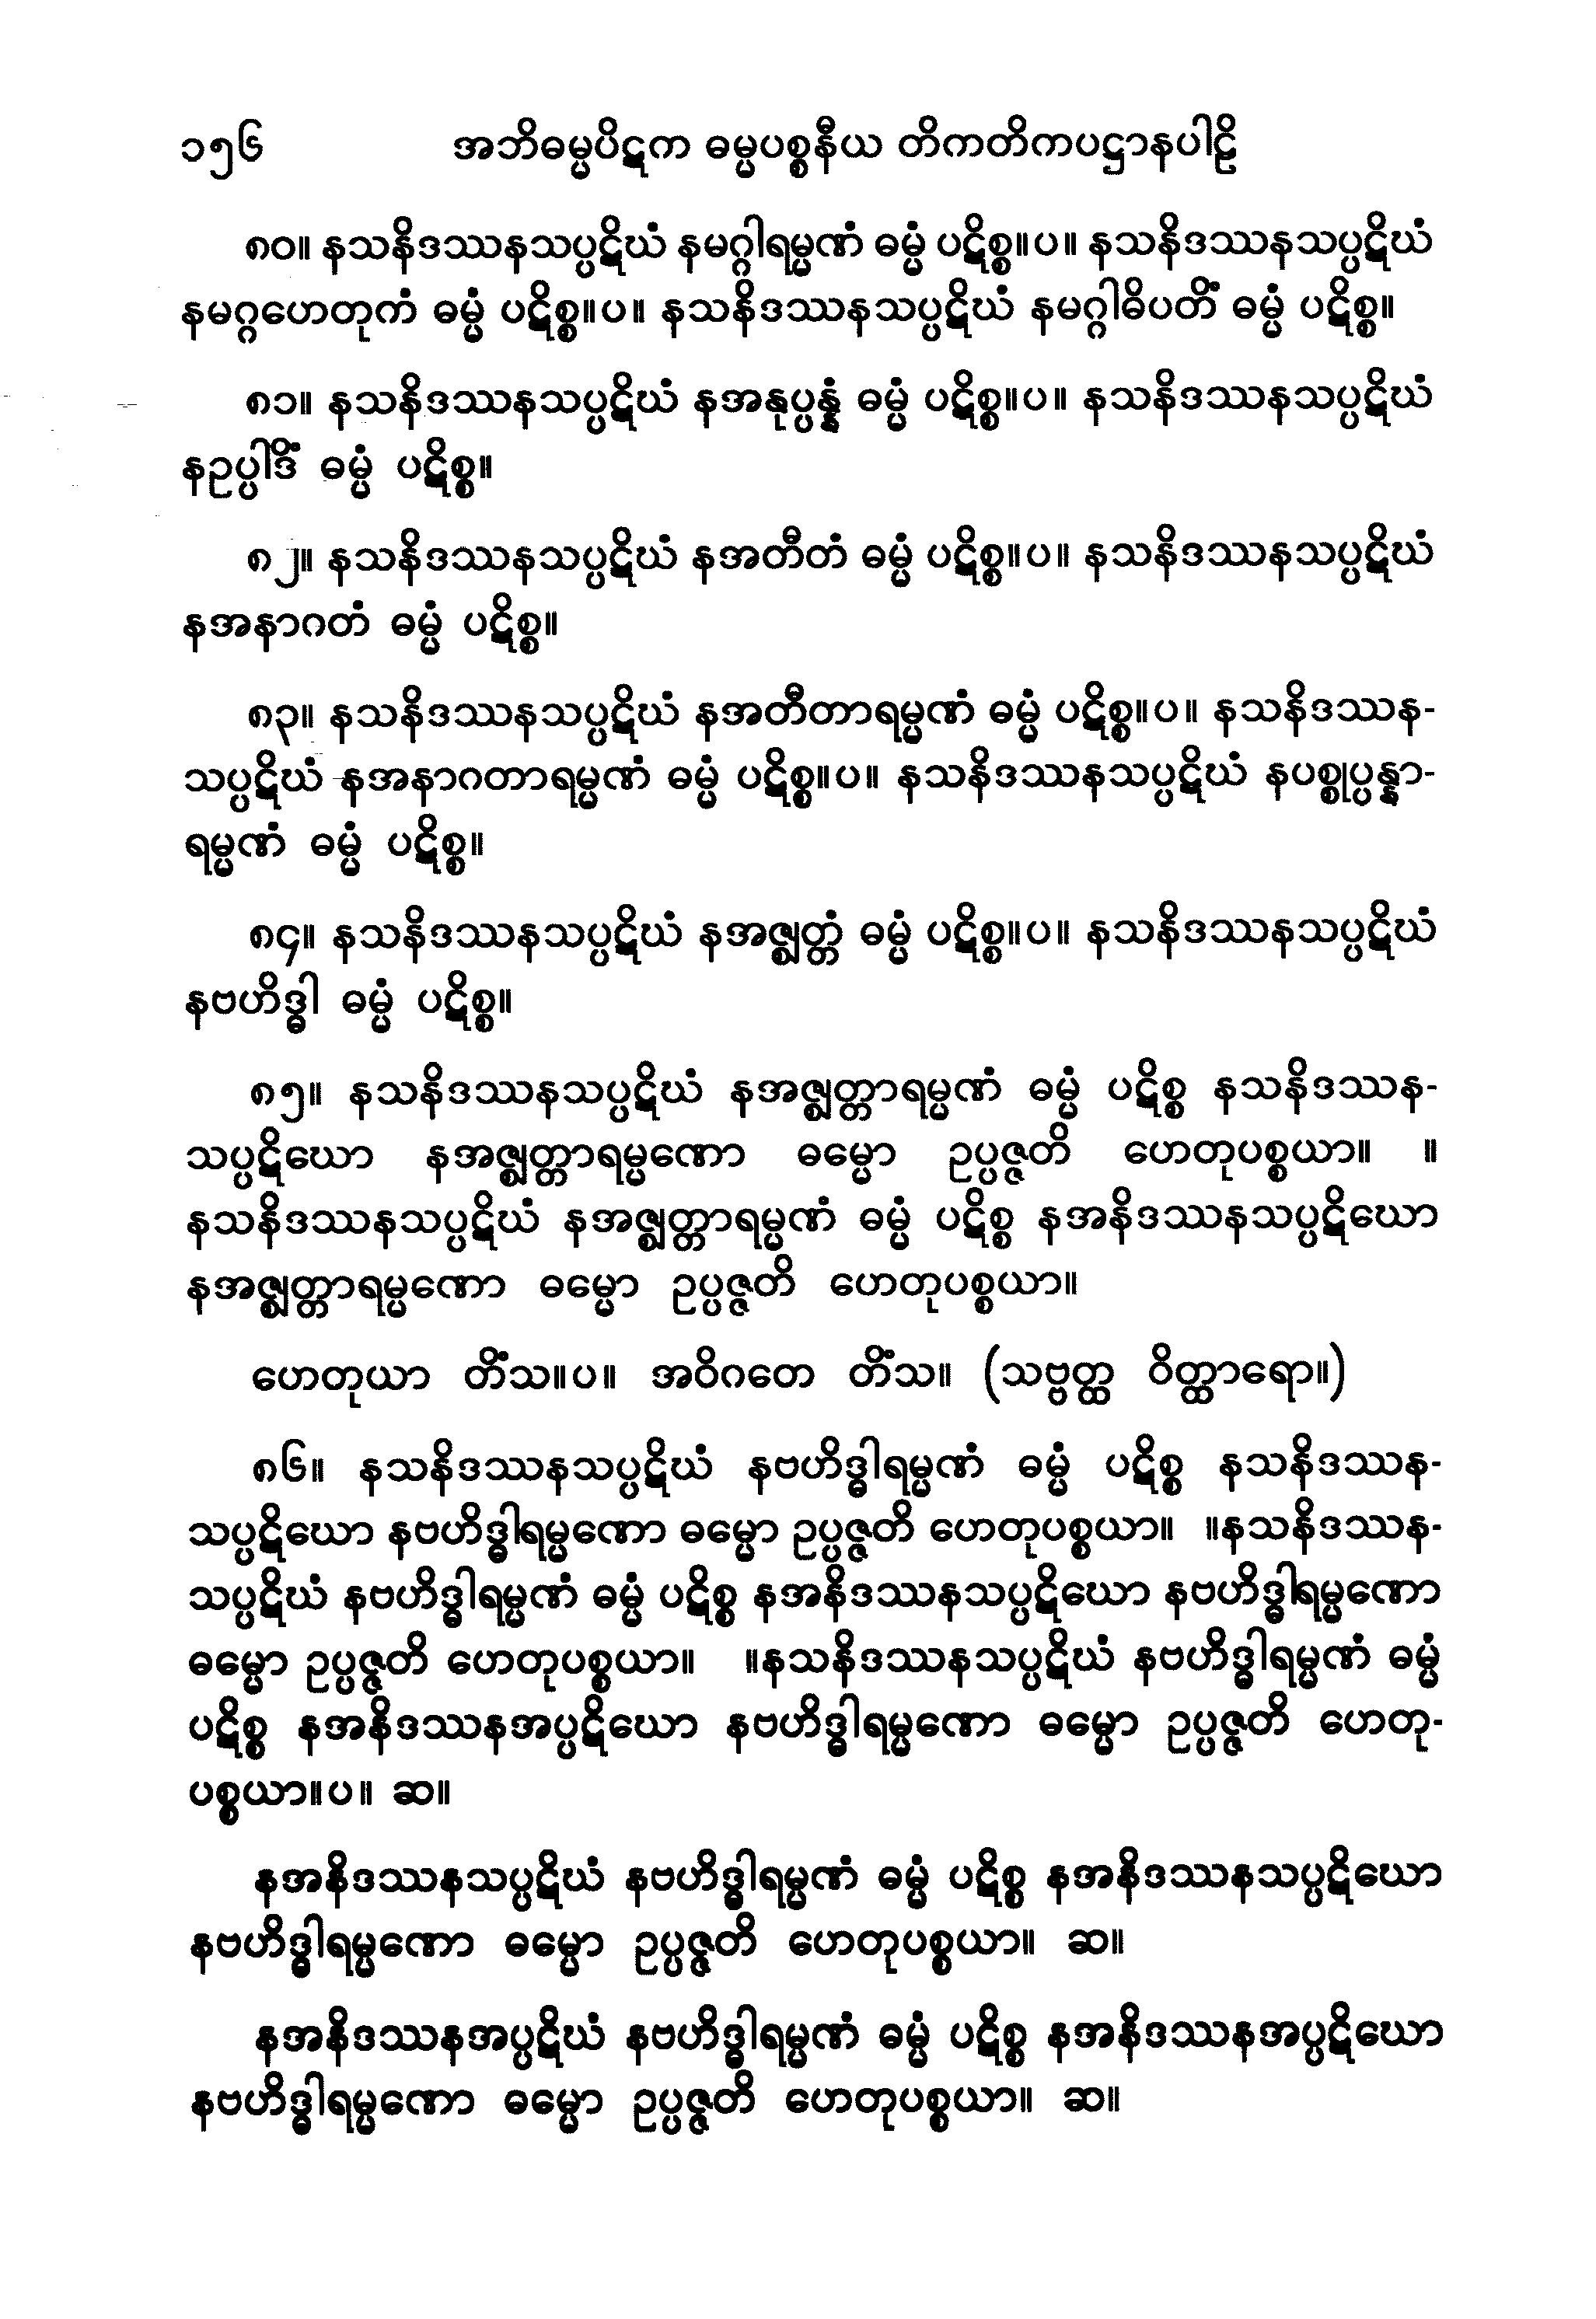 ၁၅၆ အဘိဓမ္မပိဋက ဓမ္မပစ္စနီယ တိကတိကပဋ္ဌာနပါဠိ
၈၀။ နသနိဒဿနသပ္ပဋိဃံ နမဂ္ဂါရမ္မဏံ ဓမ္မံ ပဋိစ္စ။ပ။ နသနိဒဿနသပ္ပဋိဃံ
နမဂ္ဂဟေတုကံ ဓမ္မံ ပဋိစ္စ။ပ။ နသနိဒဿနသပ္ပဋိဃံ နမဂ္ဂါဓိပတိံ ဓမ္မံ ပဋိစ္စ။
၈၁။ နသနိဒဿနသပ္ပဋိဃံ နအနုပ္ပန္နံ ဓမ္မံ ပဋိစ္စ။ပ။ နသနိဒဿနသပ္ပဋိဃံ
နဥပ္ပါဒိံ ဓမ္မံ ပဋိစ္စ။
၈၂။ နသနိဒဿနသပ္ပဋိဃံ နအတီတံ ဓမ္မံ ပဋိစ္စ။ပ။ နသနိဒဿနသပ္ပဋိဃံ
နအနာဂတံ ဓမ္မံ ပဋိစ္စ။
၈၃။ နသနိဒဿနသပ္ပဋိဃံ နအတီတာရမ္မဏံ ဓမ္မံ ပဋိစ္စ။ပ။ နသနိဒဿန-
သပ္ပဋိဃံ နအနာဂတာရမ္မဏံ ဓမ္မံ ပဋိစ္စ။ပ။ နသနိဒဿနသပ္ပဋိဃံ နပစ္စုပ္ပန္နာ-
ရမ္မဏံ ဓမ္မံ ပဋိစ္စ။
၈၄။ နသနိဒဿနသပ္ပဋိဃံ နအဇ္ဈတ္တံ ဓမ္မံ ပဋိစ္စ။ပ။ နသနိဒဿနသပ္ပဋိဃံ
နဗဟိဒ္ဓါ ဓမ္မံ ပဋိစ္စ။
၈၅။ နသနိဒဿနသပ္ပဋိဃံ နအဇ္ဈတ္တာရမ္မဏံ ဓမ္မံ ပဋိစ္စ နသနိဒဿန-
သပ္ပဋိဃော နအဇ္ဈတ္တာရမ္မဏော ဓမ္မော ဥပ္ပဇ္ဇတိ ဟေတုပစ္စယာ။ ။
နသနိဒဿနသပ္ပဋိဃံ နအဇ္ဈတ္တာရမ္မဏံ ဓမ္မံ ပဋိစ္စ နအနိဒဿနသပ္ပဋိဃော
နအဇ္ဈတ္တာရမ္မဏော ဓမ္မော ဥပ္ပဇ္ဇတိ ဟေတုပစ္စယာ။
ဟေတုယာ တိံသ။ပ။ အဝိဂတေ တိံသ။ (သဗ္ဗတ္ထ ဝိတ္ထာရော။)
၈၆။ နသနိဒဿနသပ္ပဋိဃံ နဗဟိဒ္ဓါရမ္မဏံ ဓမ္မံ ပဋိစ္စ နသနိဒဿန-
သပ္ပဋိဃော နဗဟိဒ္ဓါရမ္မဏော ဓမ္မော ဥပ္ပဇ္ဇတိ ဟေတုပစ္စယာ။ ။နသနိဒဿန-
သပ္ပဋိဃံ နဗဟိဒ္ဓါရမ္မဏံ ဓမ္မံ ပဋိစ္စ နအနိဒဿနသပ္ပဋိဃော နဗဟိဒ္ဓါရမ္မဏော
ဓမ္မော ဥပ္ပဇ္ဇတိ ဟေတုပစ္စယာ။ ။နသနိဒဿနသပ္ပဋိဃံ နဗဟိဒ္ဓါရမ္မဏံ ဓမ္မံ
ပဋိစ္စ နအနိဒဿနအပ္ပဋိဃော နဗဟိဒ္ဓါရမ္မဏော ဓမ္မော ဥပ္ပဇ္ဇတိ ဟေတု-
ပစ္စယာ။ပ။ ဆ။
နအနိဒဿနသပ္ပဋိဃံ နဗဟိဒ္ဓါရမ္မဏံ ဓမ္မံ ပဋိစ္စ နအနိဒဿနသပ္ပဋိဃော
နဗဟိဒ္ဓါရမ္မဏော ဓမ္မော ဥပ္ပဇ္ဇတိ ဟေတုပစ္စယာ။ ဆ။
နအနိဒဿနအပ္ပဋိဃံ နဗဟိဒ္ဓါရမ္မဏံ ဓမ္မံ ပဋိစ္စ နအနိဒဿနအပ္ပဋိဃော
နဗဟိဒ္ဓါရမ္မဏော ဓမ္မော ဥပ္ပဇ္ဇတိ ဟေတုပစ္စယာ။ ဆ။